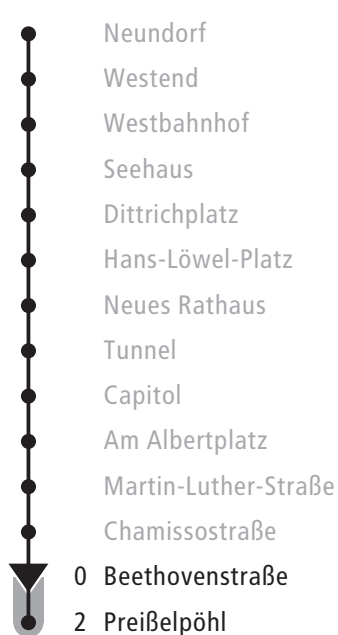 Neundorf
Westend
Westbahnhof
Seehaus
Dittrichplatz
Hans-Löwel-Platz
Neues Rathaus
Tunnel
Capitol
Am Albertplatz
Martin-Luther-Straße
Chamissostraße
0 Beethovenstraße
2 Preißelpöhl